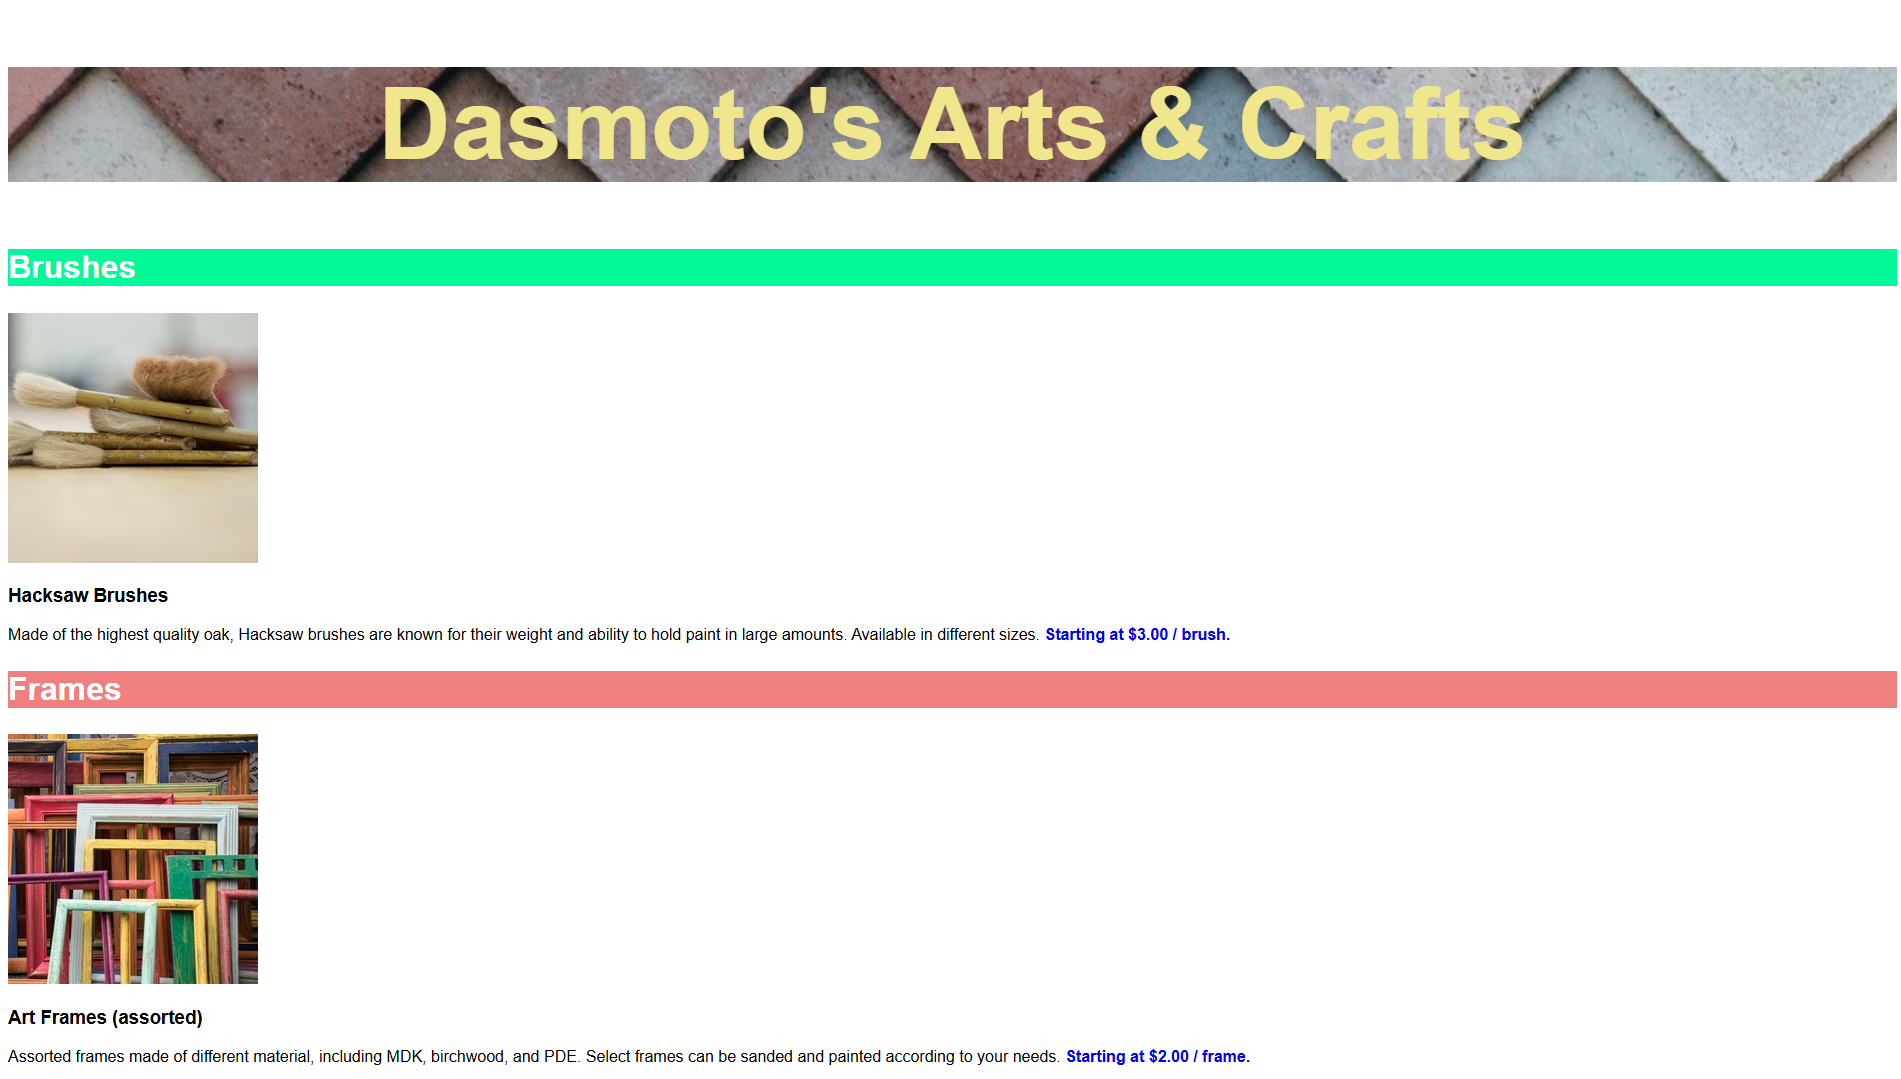 Dasmoto's Arts & Crafts
Brushes
Hacksaw Brushes
Made of the highest quality oak, Hacksaw brushes are known for their weight and ability to hold paint in large amounts. Available in different sizes. Starting at $3.00 / brush.
Frames
Art Frames (assorted)
Assorted frames made of different material, including MDK, birchwood, and PDE. Select frames can be sanded and painted according to your needs. Starting at $2.00 / frame.